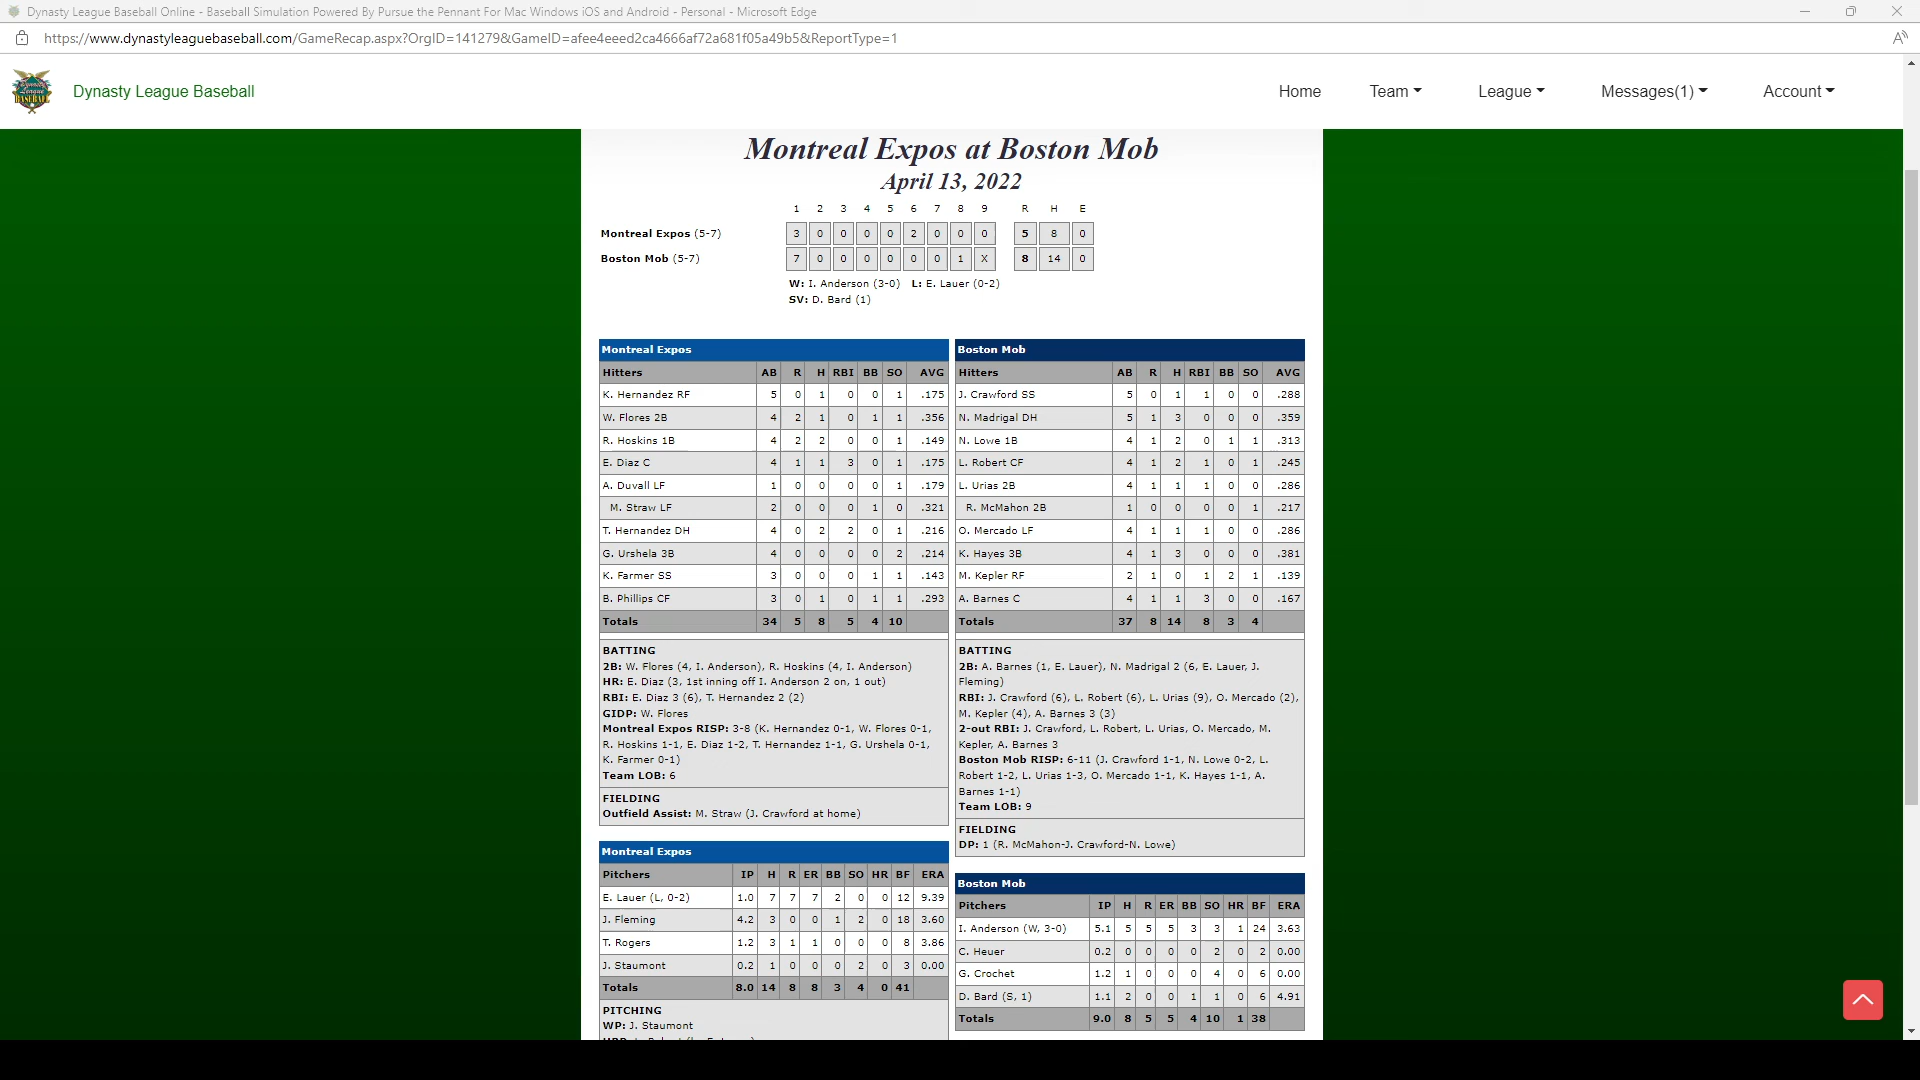 Dynasty League Baseball Online - Baseball Simulation Powered By Pursue the Pennant For Mac Windows iOS and Android - Personal - Microsoft Edge
https://www.dynastyleaguebaseball.com/GameRecap.aspx?OrgID=141279&GameID=afee4eeed2ca4666af72a681f05a49b5&ReportType=1
Dynasty League Baseball
Home Team League Messages(1) Account
Montreal Expos at Boston Mob
April 13, 2022
1 2 3 4 5 6 7 8 9 R H E
Montreal Expos (5-7) 3 0 0 0 0 2 0 0 0 5 8 0
Boston Mob (5-7) 7 0 0 0 0 0 0 1 X 8 14 0
W: I. Anderson (3-0) L: E. Lauer (0-2)
SV: D. Bard (1)
Montreal Expos
Hitters AB R H RBI BB SO AVG
K. Hernandez RF 5 0 1 0 0 1 .175
W. Flores 2B 4 2 1 0 1 1 .356
R. Hoskins 1B 4 2 2 0 0 1 .149
E. Diaz C 4 1 1 3 0 1 .175
A. Duvall LF 1 0 0 0 0 1 .179
M. Straw LF 2 0 0 0 1 0 .321
T. Hernandez DH 4 0 2 2 0 1 .216
G. Urshela 3B 4 0 0 0 0 2 .214
K. Farmer SS 3 0 0 0 1 1 .143
B. Phillips CF 3 0 1 0 1 1 .293
Totals 34 5 8 5 4 10
BATTING
2B: W. Flores (4, I. Anderson), R. Hoskins (4, I. Anderson)
HR: E. Diaz (3, 1st inning off I. Anderson 2 on, 1 out)
RBI: E. Diaz 3 (6), T. Hernandez 2 (2)
GIDP: W. Flores
Montreal Expos RISP: 3-8 (K. Hernandez 0-1, W. Flores 0-1,
R. Hoskins 1-1, E. Diaz 1-2, T. Hernandez 1-1, G. Urshela 0-1,
K. Farmer 0-1)
Team LOB: 6
FIELDING
Outfield Assist: M. Straw (J. Crawford at home)
Boston Mob
Hitters AB R H RBI BB SO AVG
J. Crawford SS 5 0 1 1 0 0 .288
N. Madrigal DH 5 1 3 0 0 0 .359
N. Lowe 1B 4 1 2 0 1 1 .313
L. Robert CF 4 1 2 1 0 1 .245
L. Urias 2B 4 1 1 1 0 0 .286
R. McMahon 2B 1 0 0 0 0 1 .217
O. Mercado LF 4 1 1 1 0 0 .286
K. Hayes 3B 4 1 3 0 0 0 .381
M. Kepler RF 2 1 0 1 2 1 .139
A. Barnes C 4 1 1 3 0 0 .167
Totals 37 8 14 8 3 4
BATTING
2B: A. Barnes (1, E. Lauer), N. Madrigal 2 (6, E. Lauer, J.
Fleming)
RBI: J. Crawford (6), L. Robert (6), L. Urias (9), O. Mercado (2),
M. Kepler (4), A. Barnes 3 (3)
2-out RBI: J. Crawford, L. Robert, L. Urias, O. Mercado, M.
Kepler, A. Barnes 3
Boston Mob RISP: 6-11 (J. Crawford 1-1, N. Lowe 0-2, L.
Robert 1-2, L. Urias 1-3, O. Mercado 1-1, K. Hayes 1-1, A.
Barnes 1-1)
Team LOB: 9
FIELDING
DP: 1 (R. McMahon-J. Crawford-N. Lowe)
Montreal Expos
Pitchers IP H R ER BB SO HR BF ERA
E. Lauer (L, 0-2) 1.0 7 7 7 2 0 0 12 9.39
J. Fleming 4.2 3 0 0 1 2 0 18 3.60
T. Rogers 1.2 3 1 1 0 0 0 8 3.86
J. Staumont 0.2 1 0 0 0 2 0 3 0.00
Totals 8.0 14 8 8 3 4 0 41
PITCHING
WP: J. Staumont
Boston Mob
Pitchers IP H R ER BB SO HR BF ERA
I. Anderson (W, 3-0) 5.1 5 5 5 3 3 1 24 3.63
C. Heuer 0.2 0 0 0 0 2 0 2 0.00
G. Crochet 1.2 1 0 0 0 4 0 6 0.00
D. Bard (S, 1) 1.1 2 0 0 1 1 0 6 4.91
Totals 9.0 8 5 5 4 10 1 38